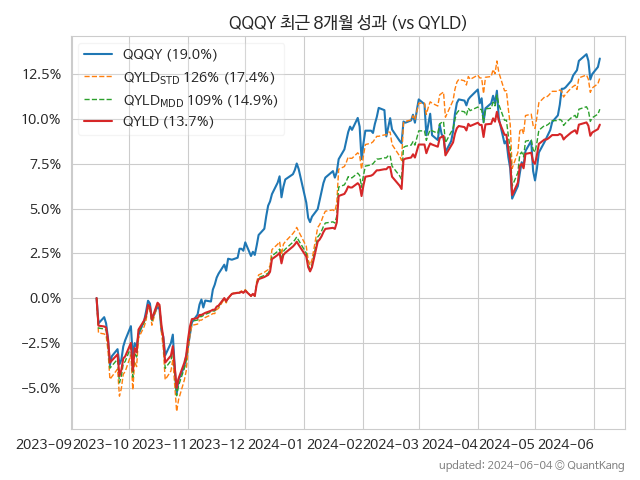 QQQY 최근 8개월 성과 (vs QYLD)
QQQY (19.0%)
QYLDSTD 126% (17.4%)
QYLDMDD 109% (14.9%)
QYLD (13.7%)
12.5%
10.0%
7.5%
5.0%
2.5%
0.0%
−2.5%
−5.0%
2023-09 2023-10 2023-11 2023-12 2024-01 2024-02 2024-03 2024-04 2024-05 2024-06
updated: 2024-06-04 © QuantKang